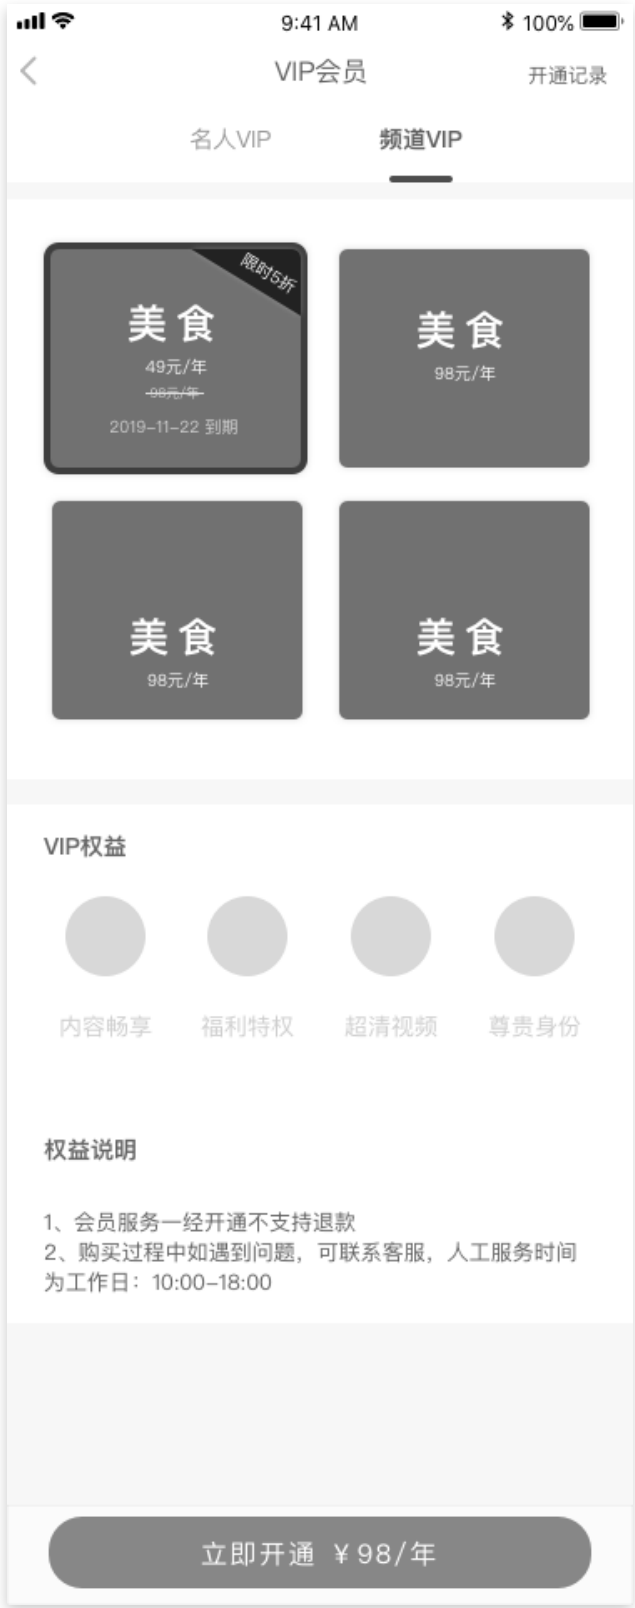 9:41 AM
100%
VIP会员
开通记录
名人VIP
频道VIP
限时5折
美食
49元/年
98元/年
2019-11-22 到期
美食
98元/年
美食
98元/年
美食
98元/年
VIP权益
内容畅享
福利特权
超清视频
尊贵身份
权益说明
1、会员服务一经开通不支持退款
2、购买过程中如遇到问题，可联系客服，人工服务时间
为工作日：10:00-18:00
立即开通 ￥98/年